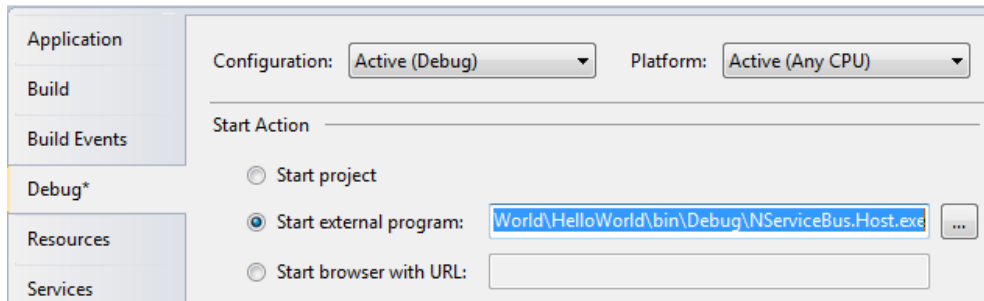 Application
Build
Build Events
Debug*
Resources
Services
Configuration: Active (Debug) Platform: Active (Any CPU)
Start Action
Start project
Start external program: World\HelloWorld\bin\Debug\NServiceBus.Host.exe ...
Start browser with URL: